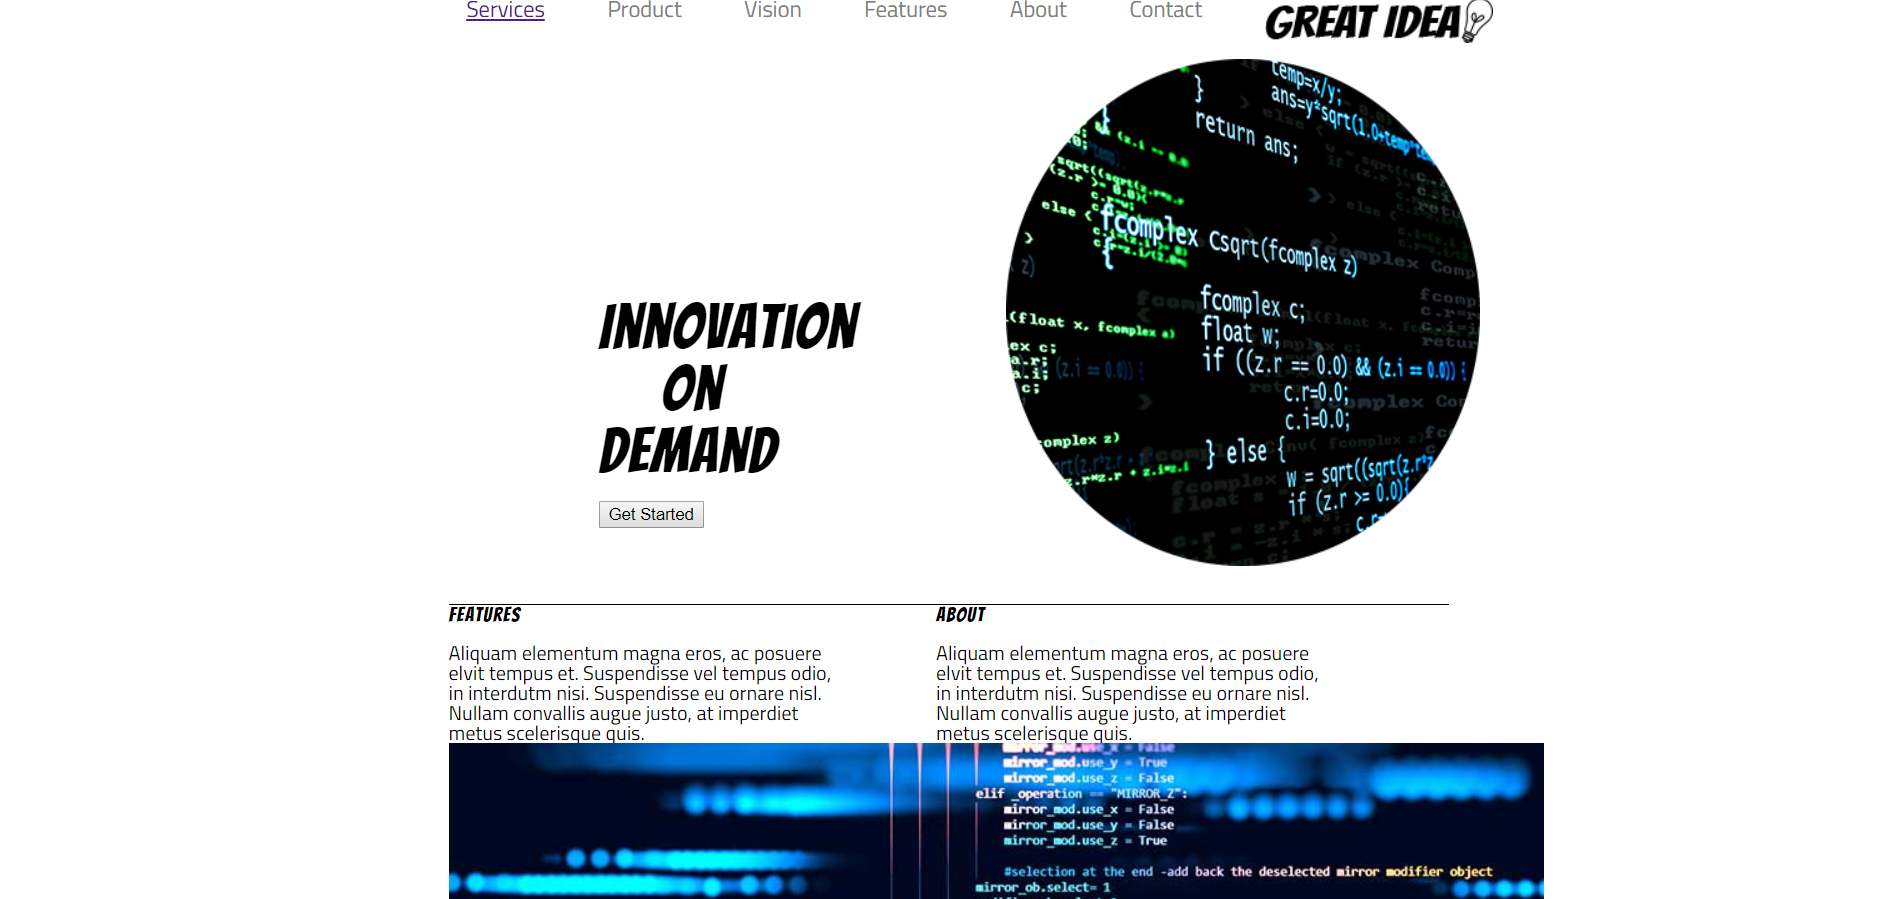 Services Product Vision Features About Contact GREAT IDEA
temp=x/y;
}
return ans;
fcomplex Csqrt(fcomplex z)
{
fcomplex c;
float w;
if ((z.r == 0.0) && (z.i == 0.0)) {
c.r=0.0;
c.i=0.0;
} else {
INNOVATION
ON
DEMAND
Get Started
FEATURES
Aliquam elementum magna eros, ac posuere
elvit tempus et. Suspendisse vel tempus odio,
in interdutm nisi. Suspendisse eu ornare nisl.
Nullam convallis augue justo, at imperdiet
metus scelerisque quis.
ABOUT
Aliquam elementum magna eros, ac posuere
elvit tempus et. Suspendisse vel tempus odio,
in interdutm nisi. Suspendisse eu ornare nisl.
Nullam convallis augue justo, at imperdiet
metus scelerisque quis.
mirror_mod.use_x = False
mirror_mod.use_y = True
mirror_mod.use_z = False
elif _operation == "MIRROR_Z":
mirror_mod.use_x = False
mirror_mod.use_y = False
mirror_mod.use_z = True
#selection at the end -add back the deselected mirror modifier object
mirror_ob.select= 1